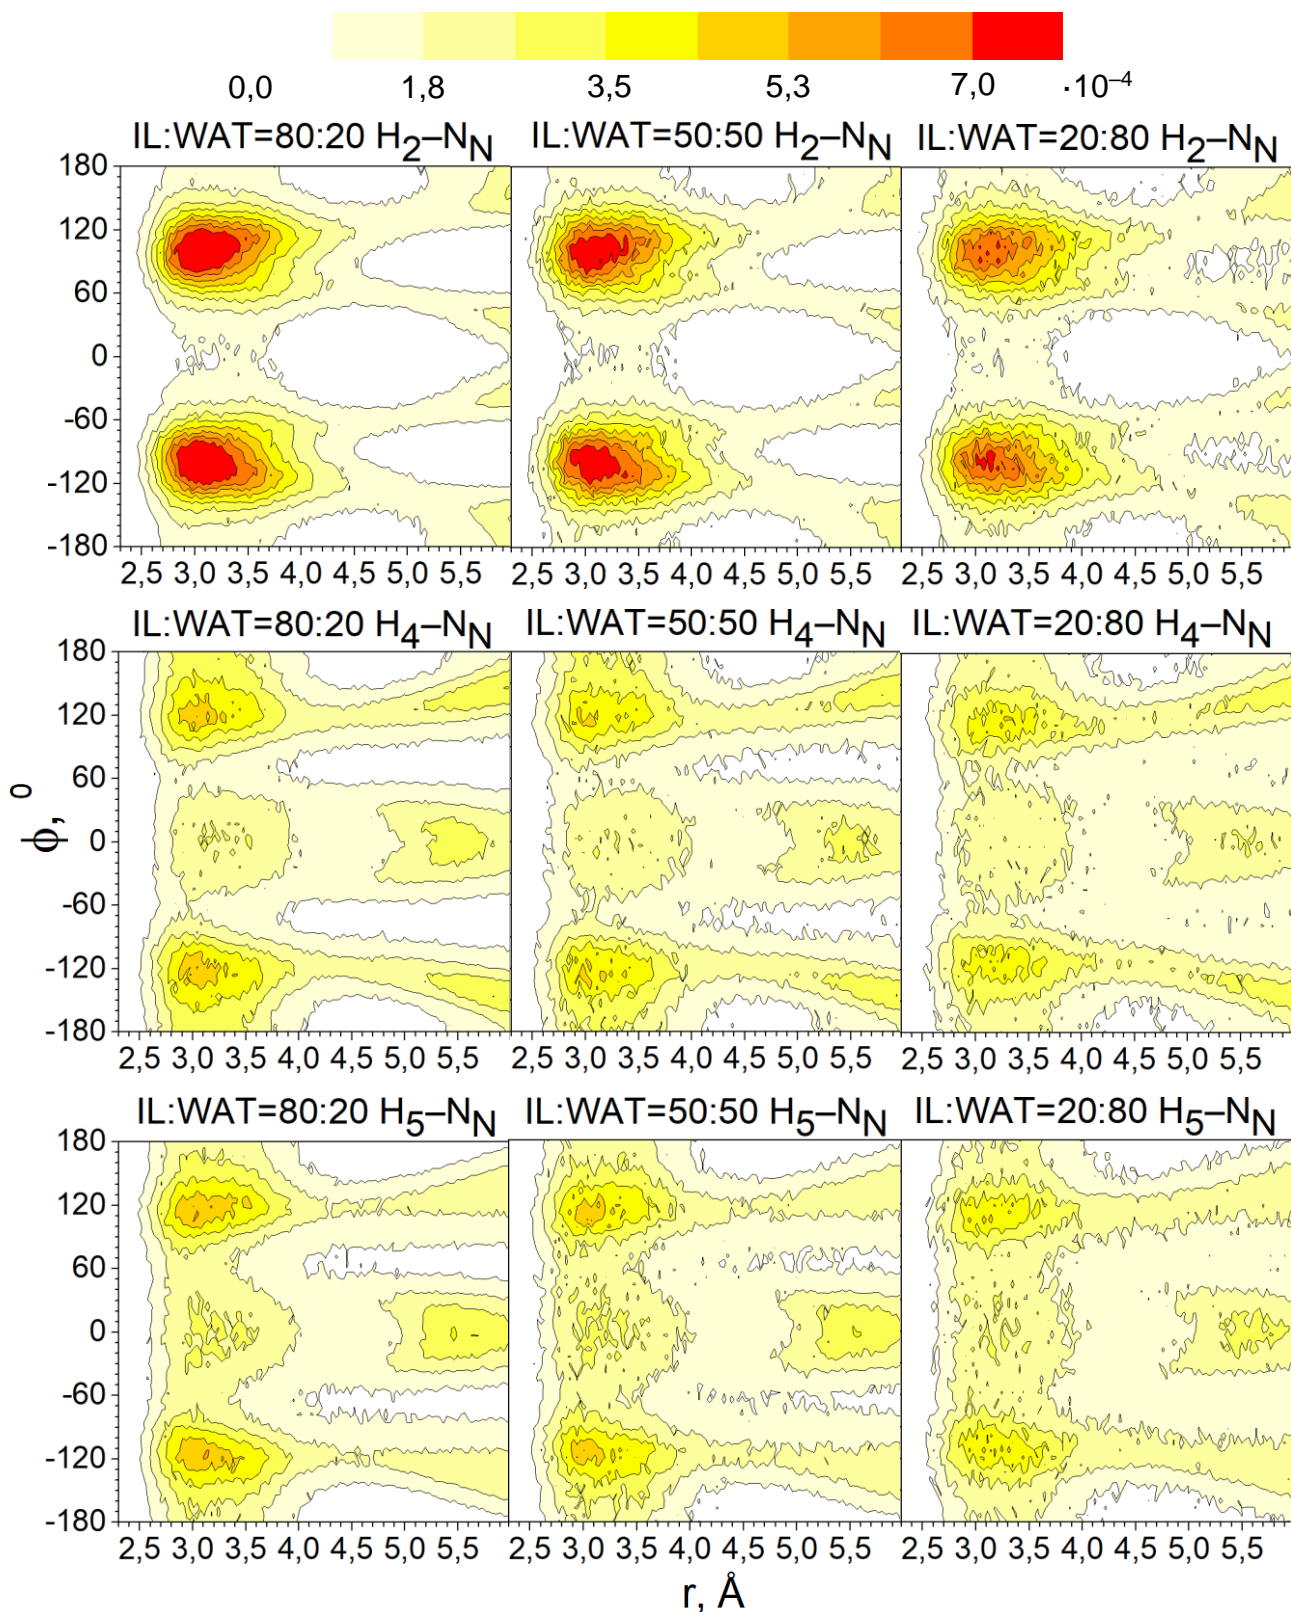 0,0 1,8 3,5 5,3 7,0 ·10⁻⁴
IL:WAT=80:20 H₂–N_N IL:WAT=50:50 H₂–N_N IL:WAT=20:80 H₂–N_N
180
120
60
0
-60
-120
-180
2,5 3,0 3,5 4,0 4,5 5,0 5,5 2,5 3,0 3,5 4,0 4,5 5,0 5,5 2,5 3,0 3,5 4,0 4,5 5,0 5,5
IL:WAT=80:20 H₄–N_N IL:WAT=50:50 H₄–N_N IL:WAT=20:80 H₄–N_N
180
120
60
0
-60
-120
-180
ϕ, ⁰
2,5 3,0 3,5 4,0 4,5 5,0 5,5 2,5 3,0 3,5 4,0 4,5 5,0 5,5 2,5 3,0 3,5 4,0 4,5 5,0 5,5
IL:WAT=80:20 H₅–N_N IL:WAT=50:50 H₅–N_N IL:WAT=20:80 H₅–N_N
180
120
60
0
-60
-120
-180
2,5 3,0 3,5 4,0 4,5 5,0 5,5 2,5 3,0 3,5 4,0 4,5 5,0 5,5 2,5 3,0 3,5 4,0 4,5 5,0 5,5
r, Å